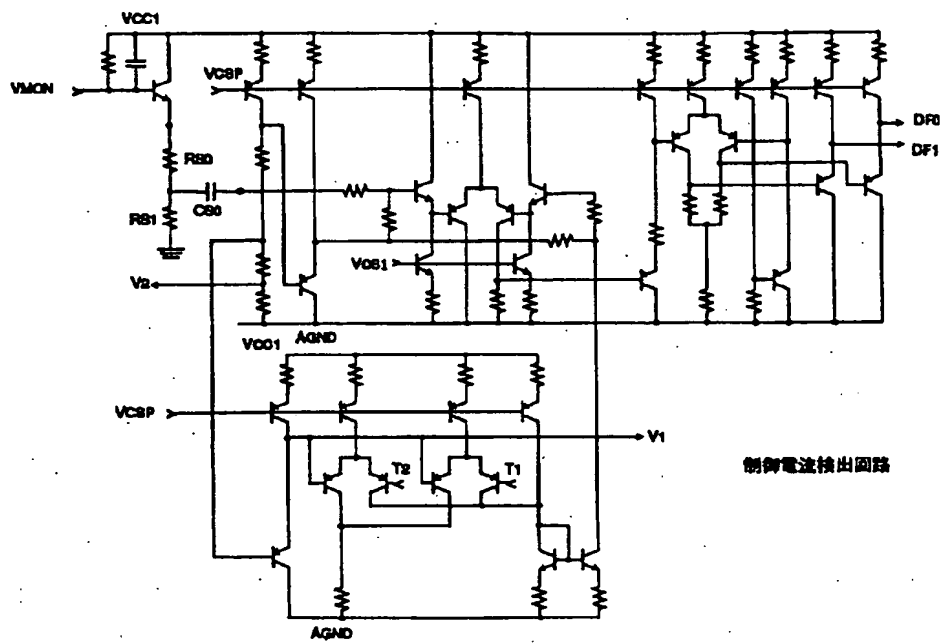 VCC1
VMON
VCSP
DF0
DF1
RS0
CS0
RS1
VCS1
V2
VCC1
AGND
VCSP
V1
T2
T1
制御電流検出回路
AGND